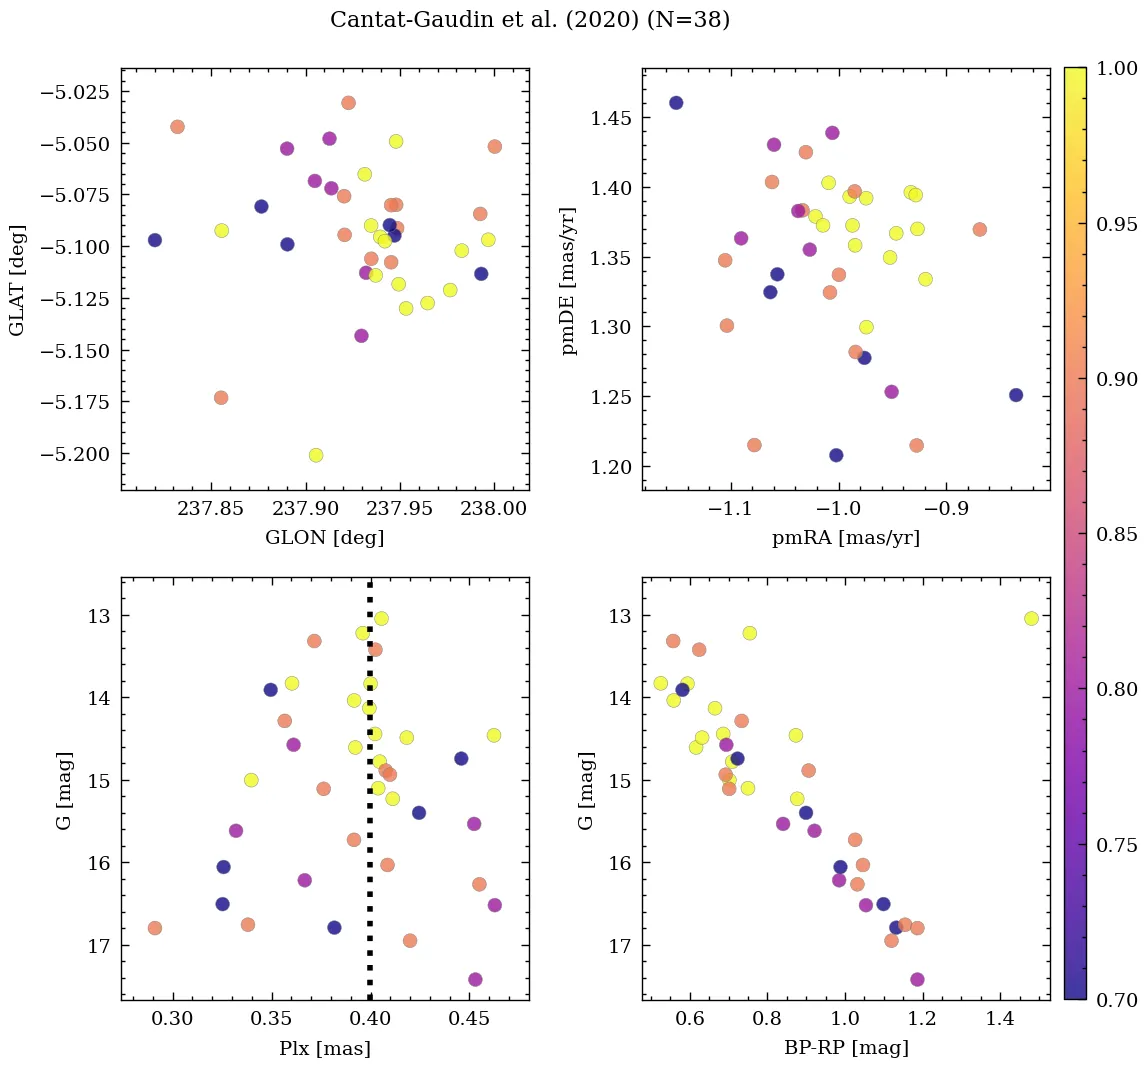 Cantat-Gaudin et al. (2020) (N=38)
−5.025
−5.050
−5.075
−5.100
−5.125
−5.150
−5.175
−5.200
GLAT [deg]
237.85 237.90 237.95 238.00
GLON [deg]
1.45
1.40
1.35
1.30
1.25
1.20
pmDE [mas/yr]
−1.1 −1.0 −0.9
pmRA [mas/yr]
13
14
15
16
17
G [mag]
0.30 0.35 0.40 0.45
Plx [mas]
13
14
15
16
17
G [mag]
0.6 0.8 1.0 1.2 1.4
BP-RP [mag]
1.00
0.95
0.90
0.85
0.80
0.75
0.70